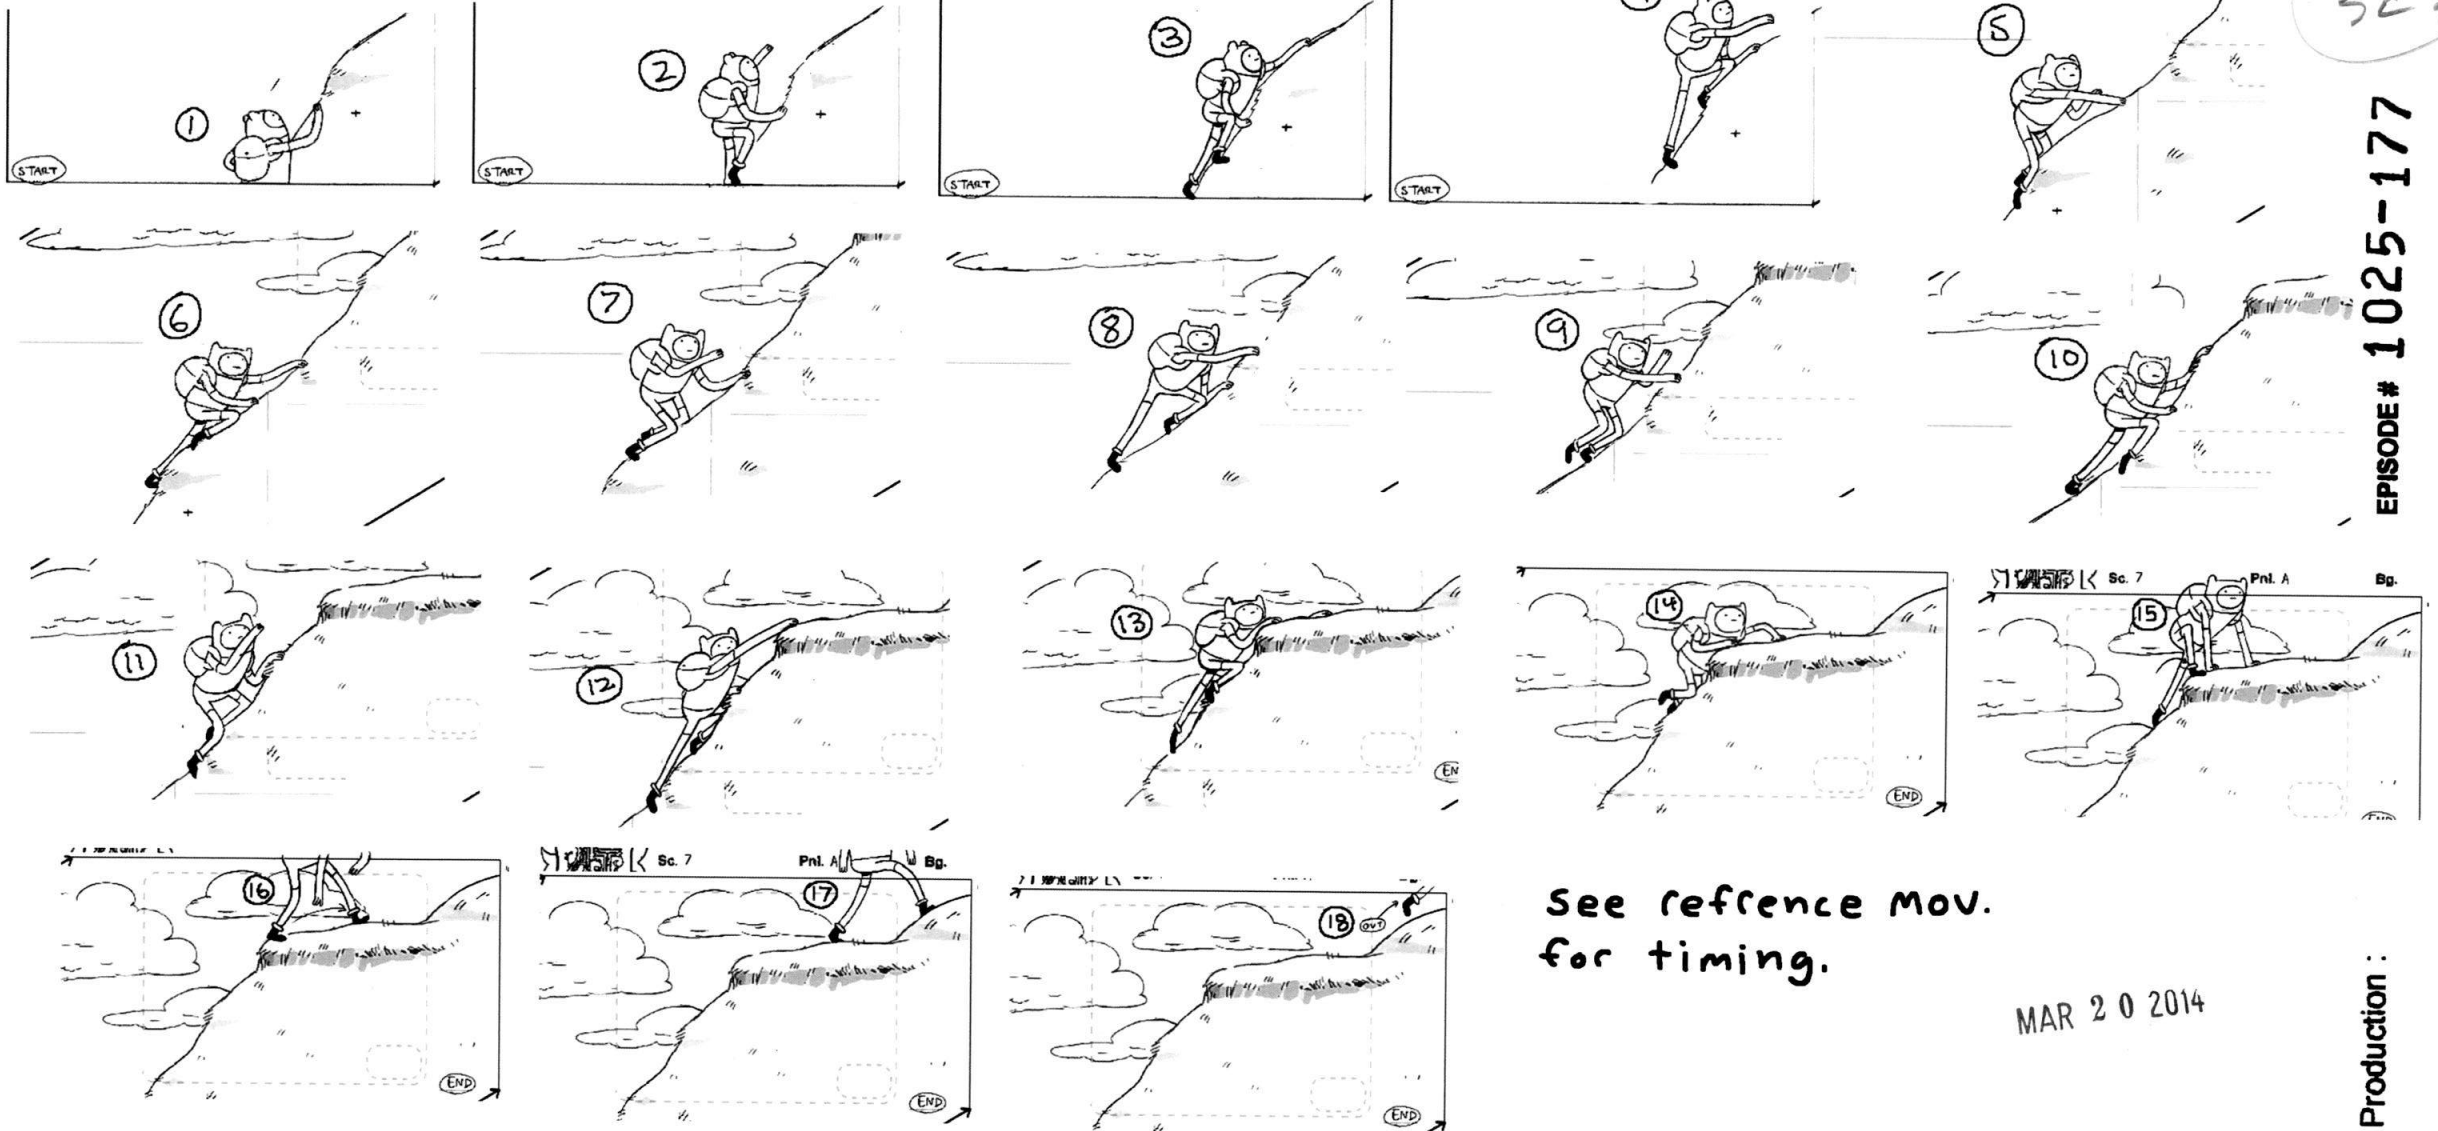 1
START
2
START
3
START
START
5
SC
6
7
8
9
10
EPISODE# 1025-177
11
12
13
14
END
Sc. 7 Pnl. A Bg.
15
16
END
Sc. 7 Pnl. A Bg.
17
END
18
OUT
END
see refrence mov.
for timing.
MAR 20 2014
Production :